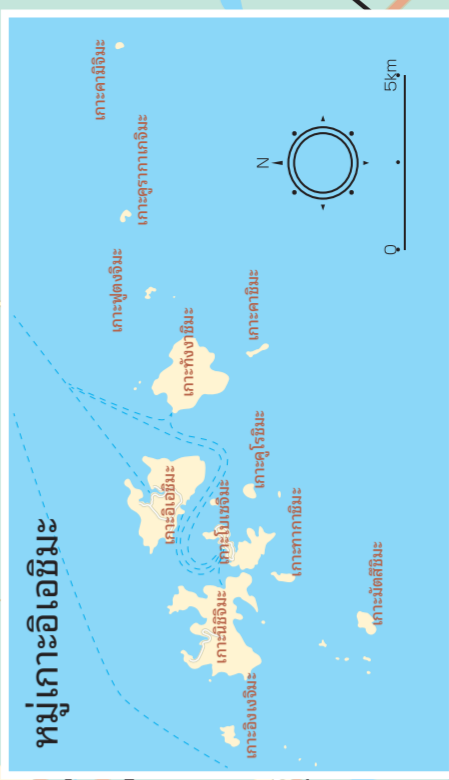 หมู่เกาะอิเอชิมะ
เกาะคามิจิมะ
เกาะคุรากาเกจิมะ
เกาะฟูตงจิมะ
เกาะทังงาชิมะ
เกาะคาชิมะ
เกาะอิเอชิมะ
เกาะคุโรชิมะ
เกาะโบเซจิมะ
เกาะทากาชิมะ
เกาะนิชิจิมะ
เกาะมัตสึชิมะ
เกาะอิงเงจิมะ
N
0
5km